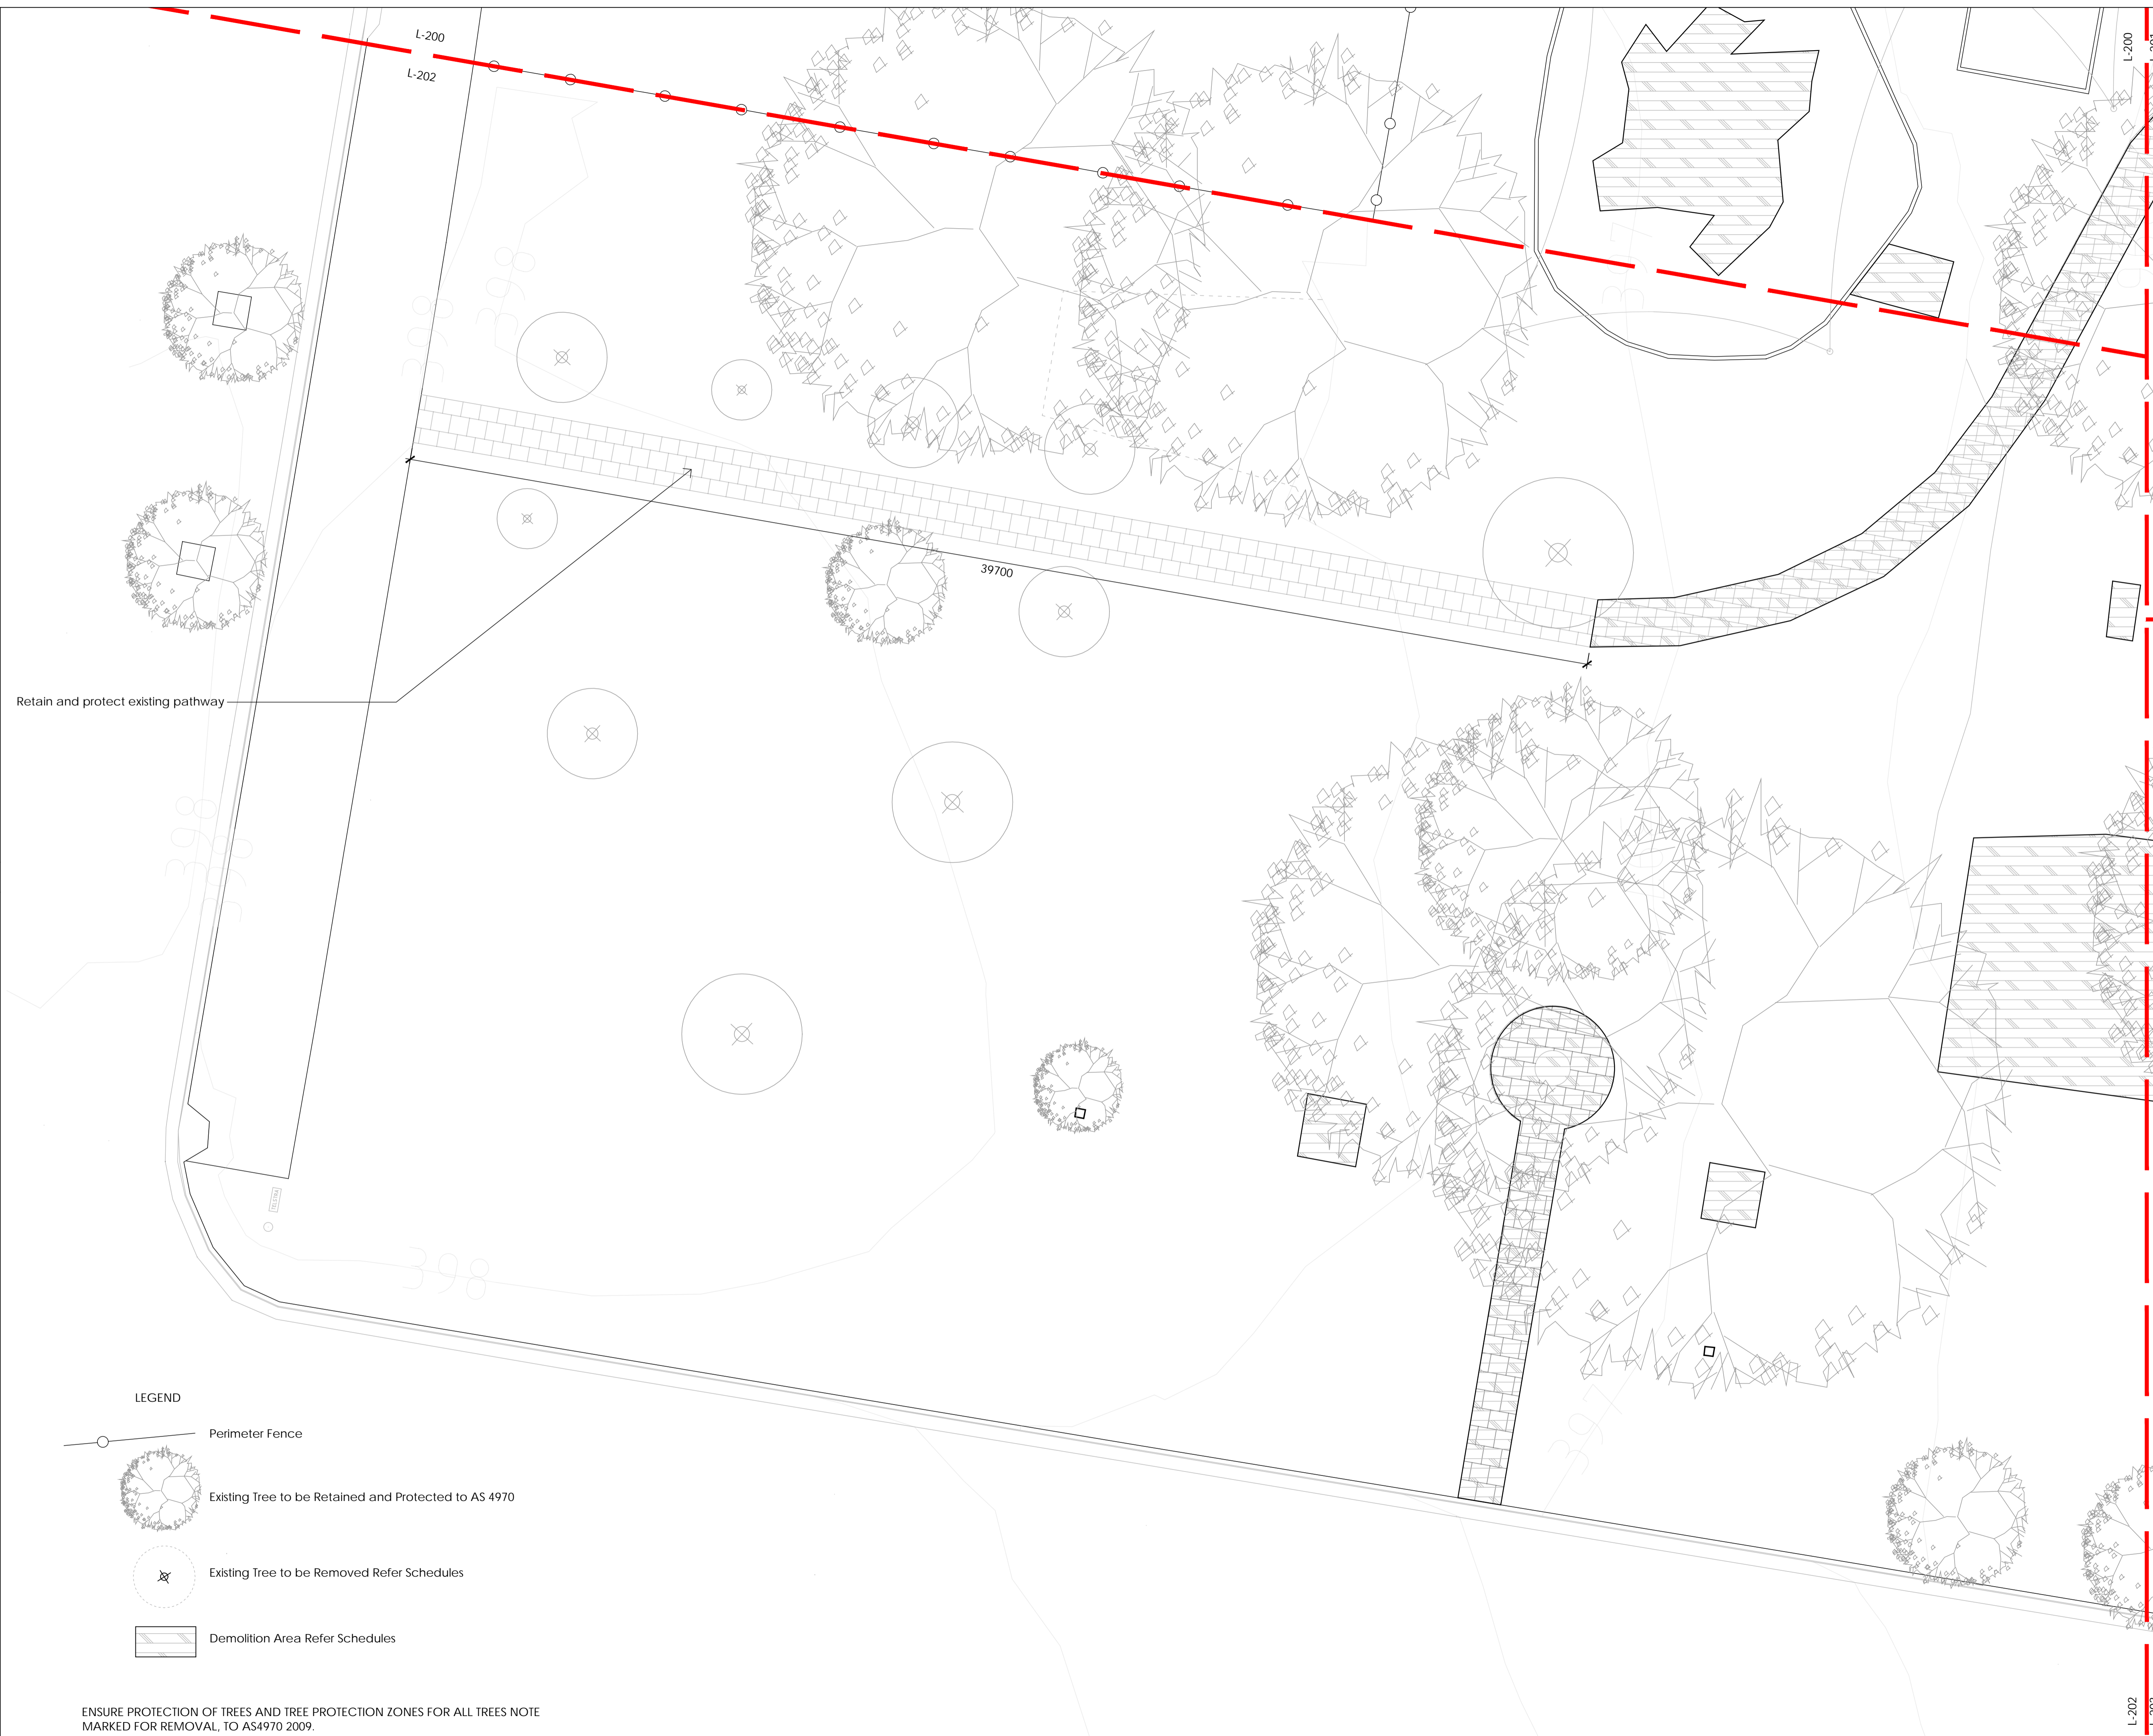 L-200
L-202
L-200
39700
Retain and protect existing pathway
TELSTRA
LEGEND
Perimeter Fence
Existing Tree to be Retained and Protected to AS 4970
Existing Tree to be Removed Refer Schedules
Demolition Area Refer Schedules
ENSURE PROTECTION OF TREES AND TREE PROTECTION ZONES FOR ALL TREES NOTE
MARKED FOR REMOVAL, TO AS4970 2009.
L-202